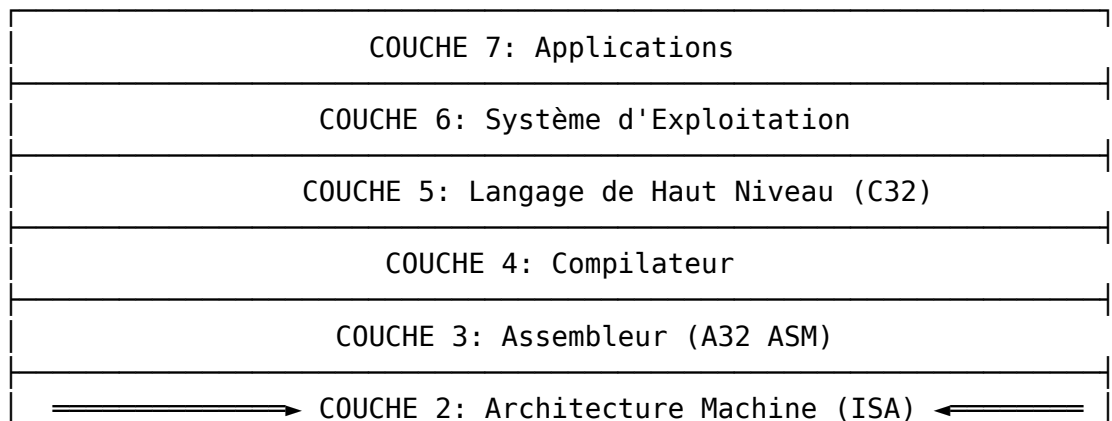 COUCHE 7: Applications
COUCHE 6: Système d'Exploitation
COUCHE 5: Langage de Haut Niveau (C32)
COUCHE 4: Compilateur
COUCHE 3: Assembleur (A32 ASM)
COUCHE 2: Architecture Machine (ISA)